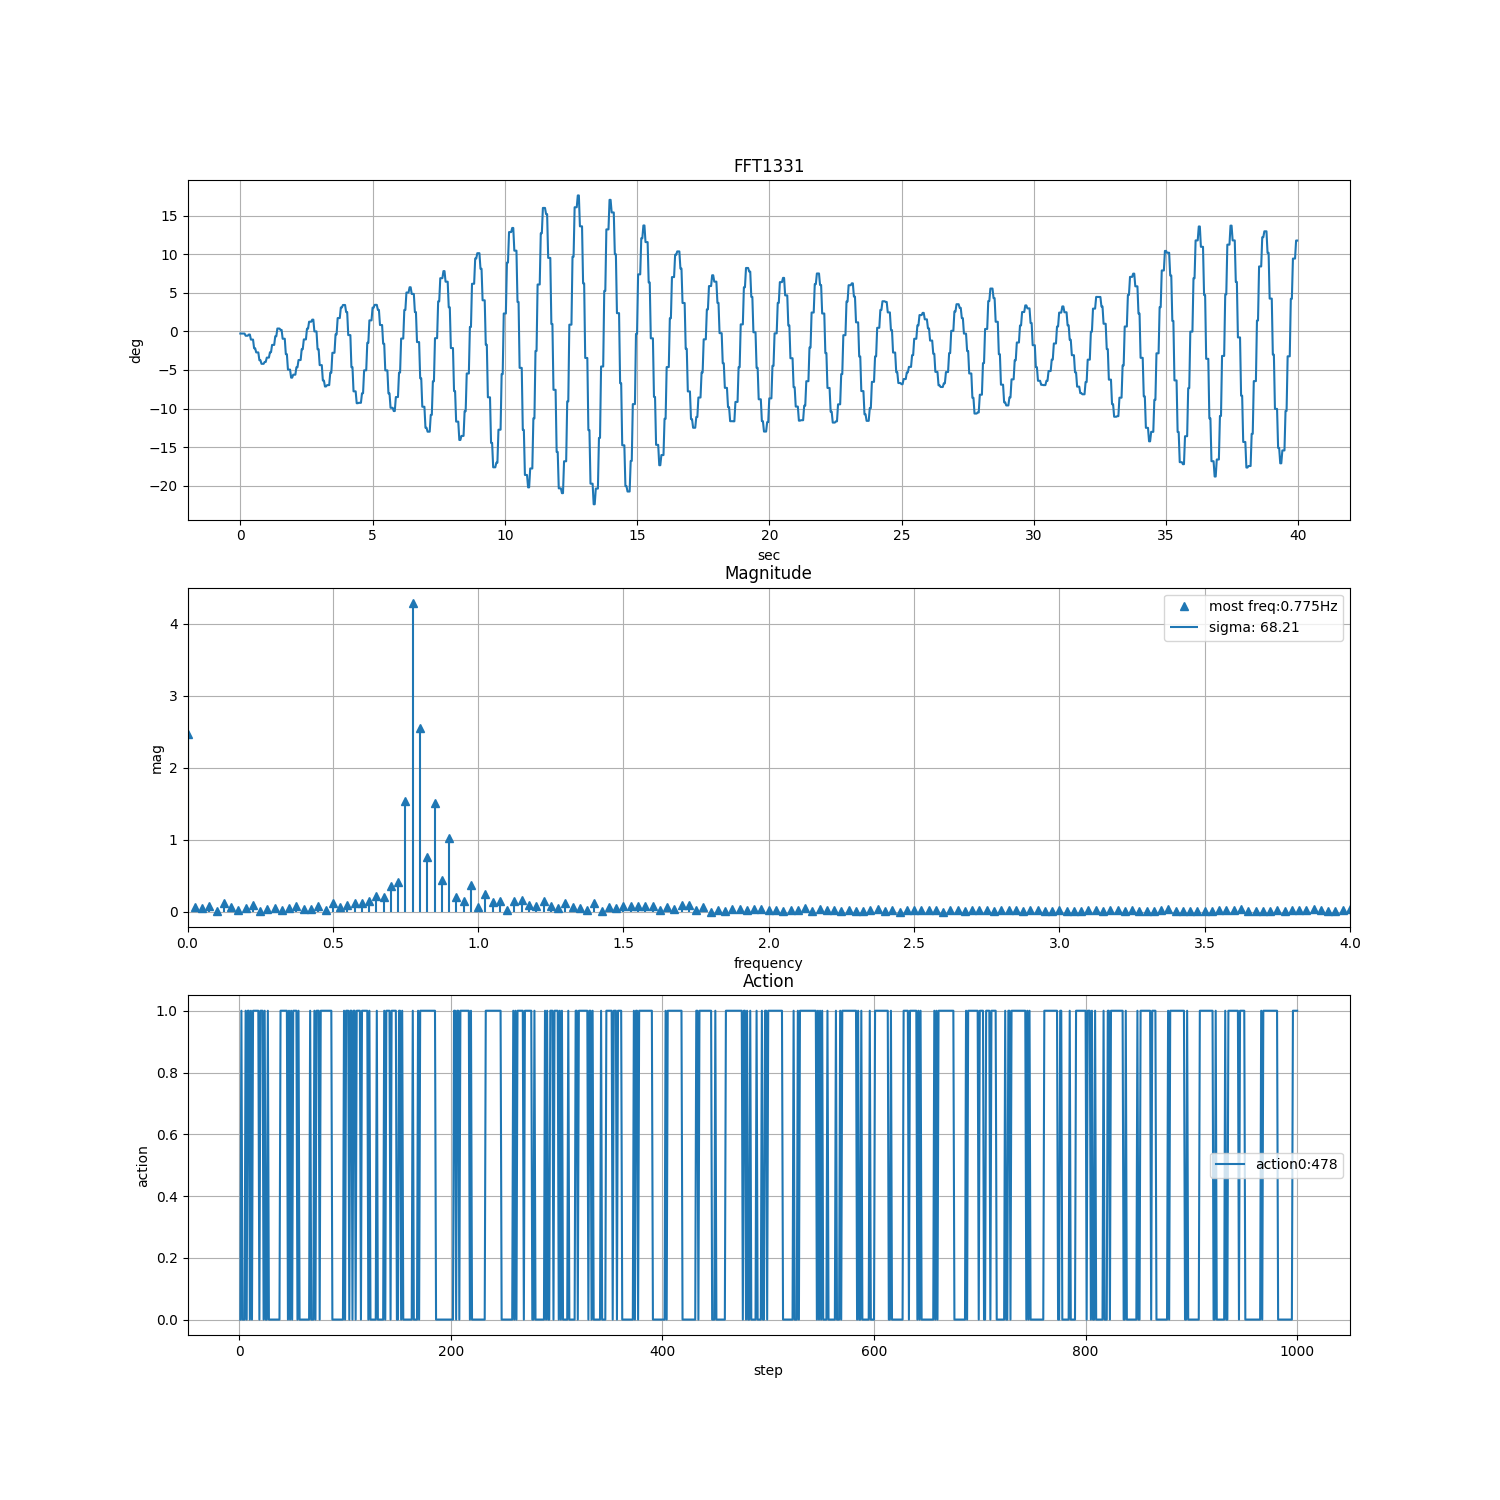 FFT1331
15
10
5
0
−5
−10
−15
−20
deg
0 5 10 15 20 25 30 35 40
sec
Magnitude
most freq:0.775Hz
sigma: 68.21
4
3
2
1
0
mag
0.0 0.5 1.0 1.5 2.0 2.5 3.0 3.5 4.0
frequency
Action
1.0
0.8
0.6
0.4
0.2
0.0
action
action0:478
0 200 400 600 800 1000
step